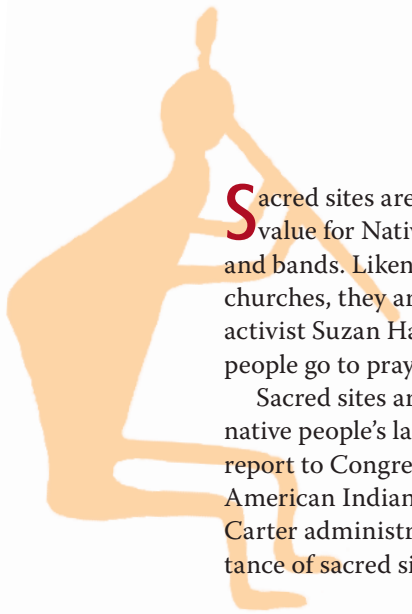 Sacred sites are
value for Nativ
and bands. Liken
churches, they ar
activist Suzan Ha
people go to pray
Sacred sites ar
native people's la
report to Congre
American Indian
Carter administr
tance of sacred si